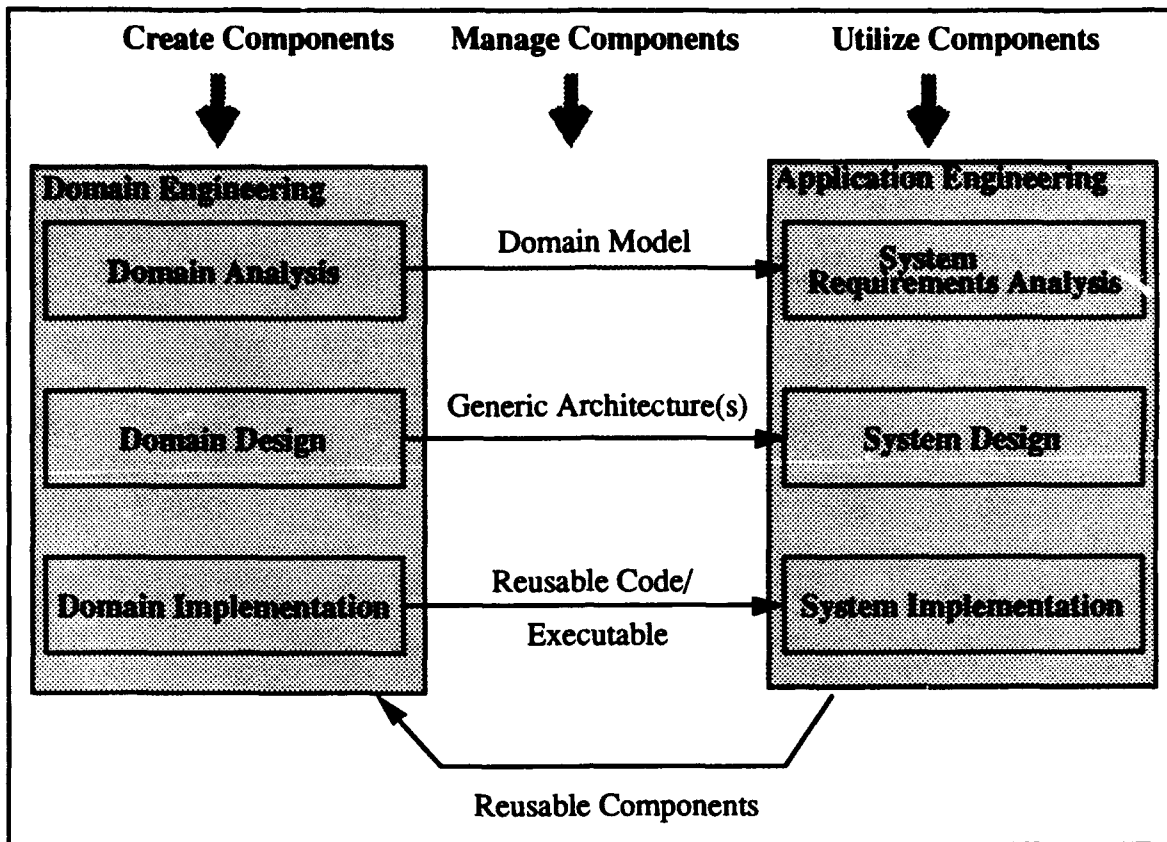 Create Components
Manage Components
Utilize Components
Domain Engineering
Application Engineering
Domain Analysis
Domain Model
System
Requirements Analysis
Domain Design
Generic Architecture(s)
System Design
Domain Implementation
Reusable Code/
Executable
System Implementation
Reusable Components